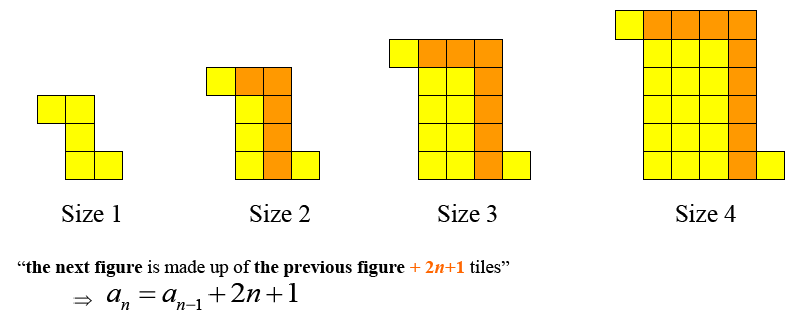 Size 1 Size 2 Size 3 Size 4
“the next figure is made up of the previous figure + 2n+1 tiles”
⇒ aₙ = aₙ₋₁ + 2n + 1